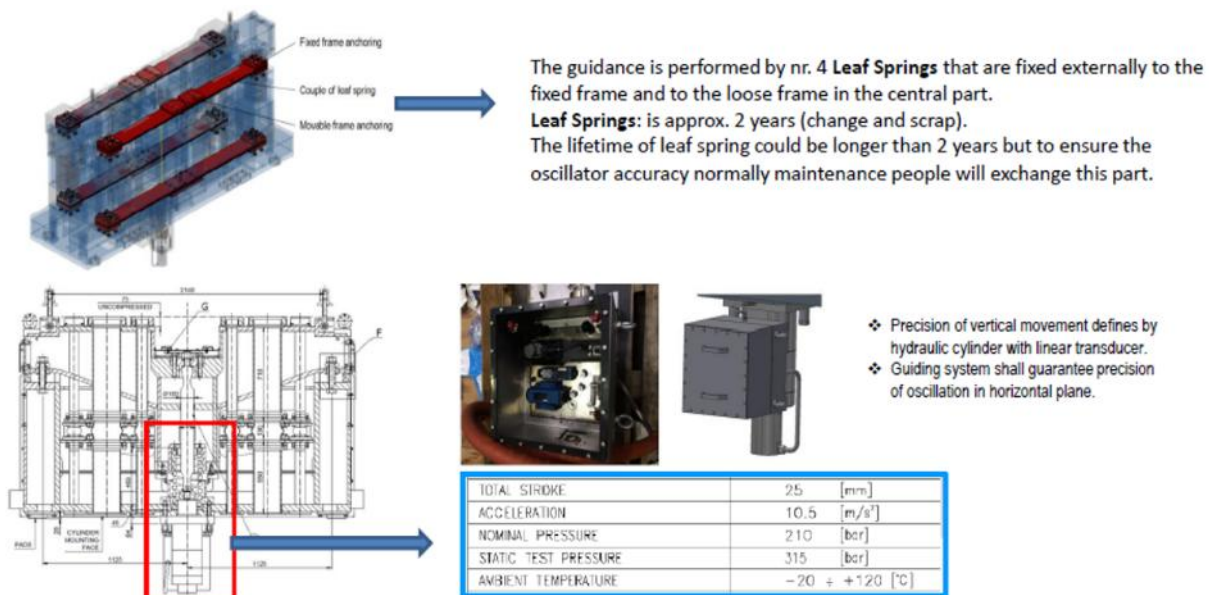 Fixed frame anchoring
Couple of leaf spring
Movable frame anchoring
The guidance is performed by nr. 4 Leaf Springs that are fixed externally to the
fixed frame and to the loose frame in the central part.
Leaf Springs: is approx. 2 years (change and scrap).
The lifetime of leaf spring could be longer than 2 years but to ensure the
oscillator accuracy normally maintenance people will exchange this part.
UNCOMPRESSED
G
F
PADS
CYLINDER
MOUNTING
FACE
1125
1125
❖ Precision of vertical movement defines by
hydraulic cylinder with linear transducer.
❖ Guiding system shall guarantee precision
of oscillation in horizontal plane.
TOTAL STROKE 25 [mm]
ACCELERATION 10.5 [m/s²]
NOMINAL PRESSURE 210 [bar]
STATIC TEST PRESSURE 315 [bar]
AMBIENT TEMPERATURE -20 ÷ +120 [°C]